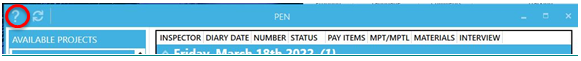 ?
PEN
AVAILABLE PROJECTS
INSPECTOR DIARY DATE NUMBER STATUS PAY ITEMS MPT/MPTL MATERIALS INTERVIEW
Friday, March 18th 2022 (1)